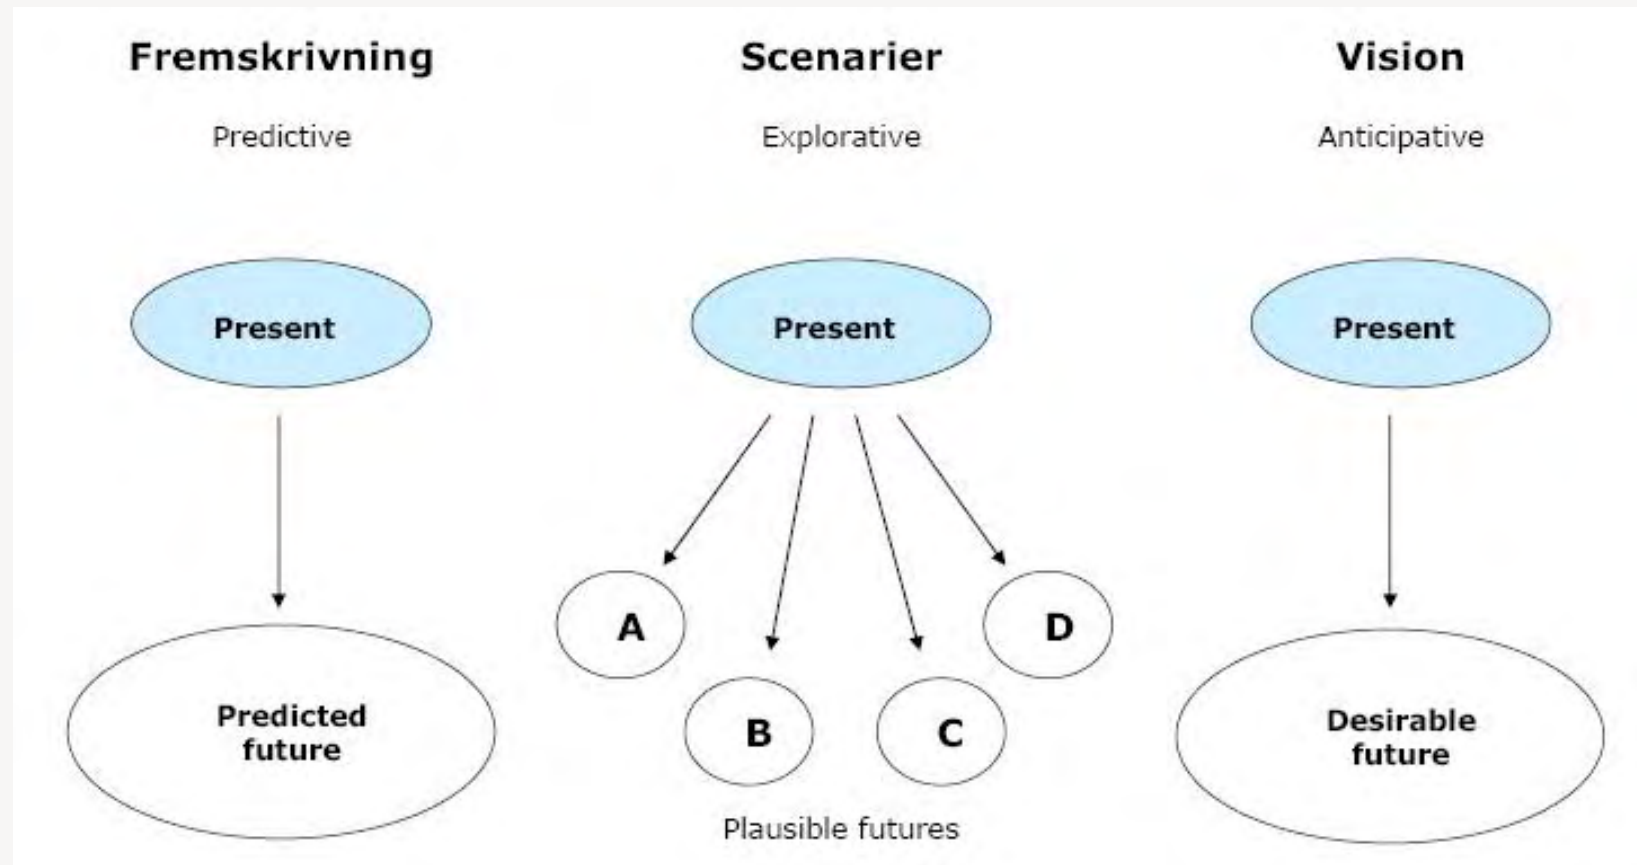 Fremskrivning
Predictive
Present
Predicted
future
Scenarier
Explorative
Present
A
B
C
D
Plausible futures
Vision
Anticipative
Present
Desirable
future